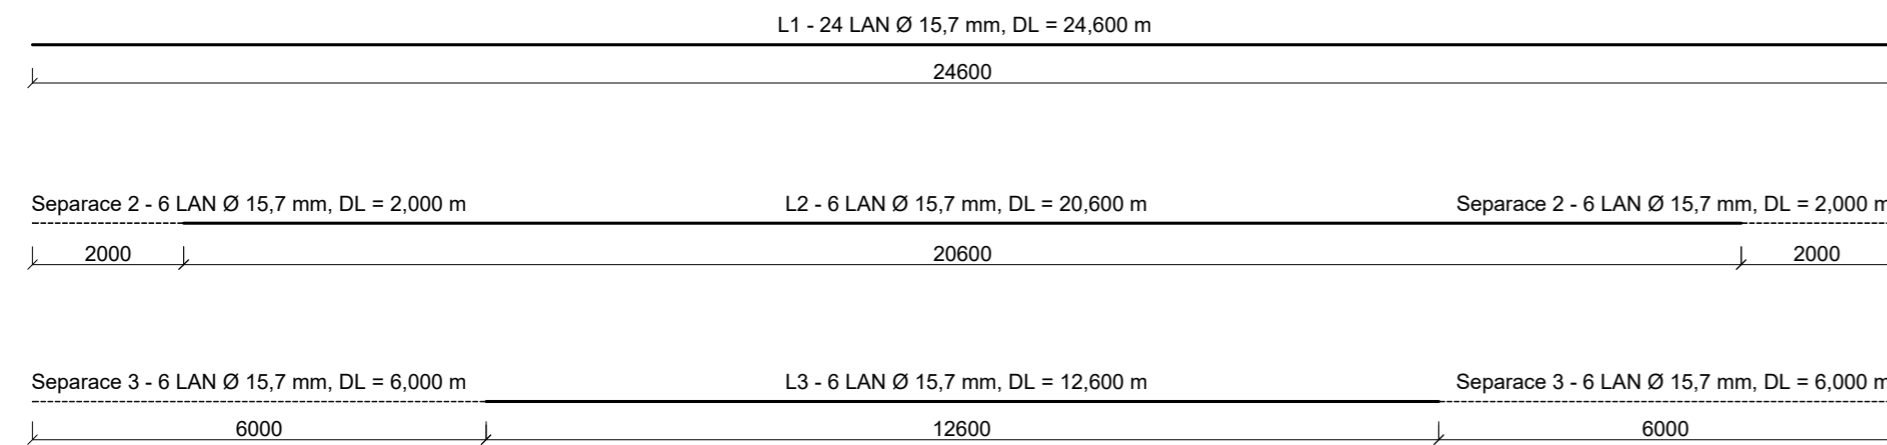 L1 - 24 LAN Ø 15,7 mm, DL = 24,600 m
24600
Separace 2 - 6 LAN Ø 15,7 mm, DL = 2,000 m
L2 - 6 LAN Ø 15,7 mm, DL = 20,600 m
Separace 2 - 6 LAN Ø 15,7 mm, DL = 2,000 m
2000
20600
2000
Separace 3 - 6 LAN Ø 15,7 mm, DL = 6,000 m
L3 - 6 LAN Ø 15,7 mm, DL = 12,600 m
Separace 3 - 6 LAN Ø 15,7 mm, DL = 6,000 m
6000
12600
6000